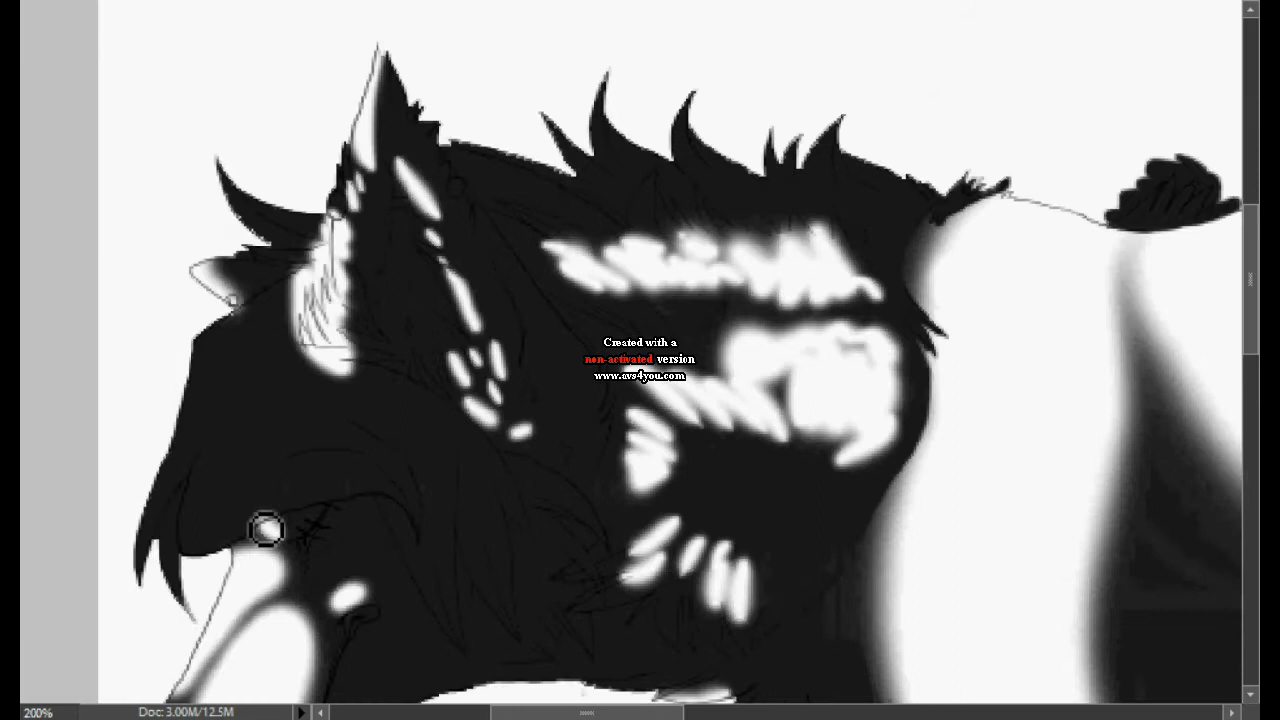 Created with a
non-activated version
www.avs4you.com
200%
Doc: 3.00M/12.5M